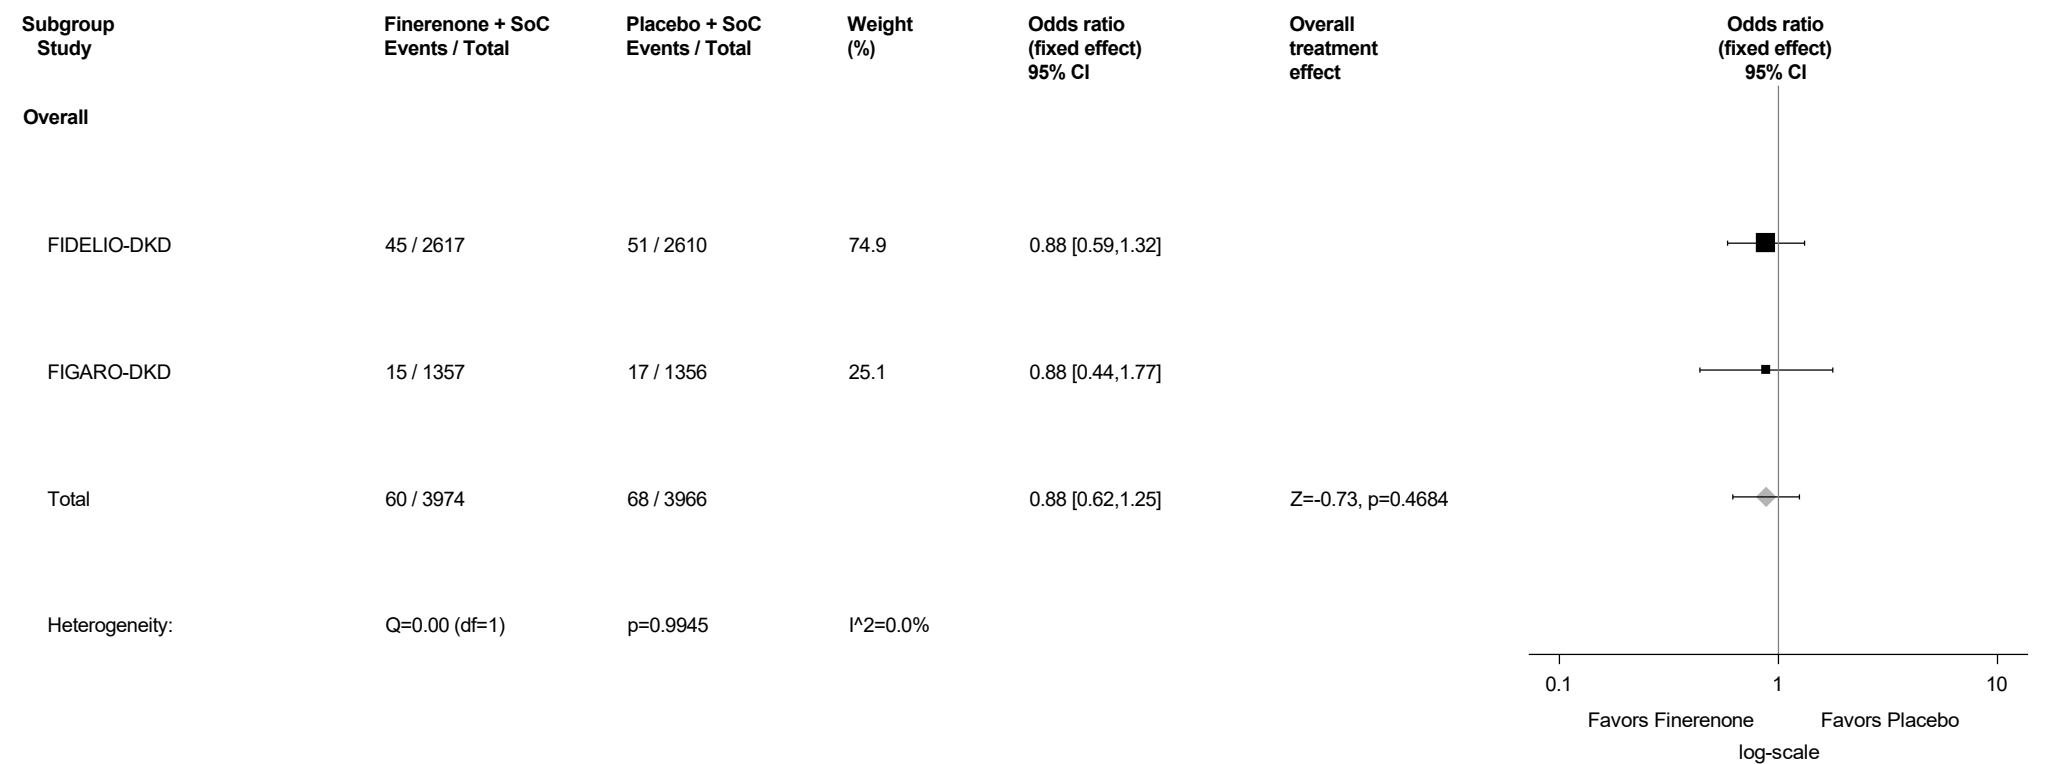 Subgroup Finerenone + SoC Placebo + SoC Weight Odds ratio Overall Odds ratio
Study Events / Total Events / Total (%) (fixed effect) treatment (fixed effect)
95% CI effect 95% CI
Overall
FIDELIO-DKD 45 / 2617 51 / 2610 74.9 0.88 [0.59,1.32]
FIGARO-DKD 15 / 1357 17 / 1356 25.1 0.88 [0.44,1.77]
Total 60 / 3974 68 / 3966 0.88 [0.62,1.25] Z=-0.73, p=0.4684
Heterogeneity: Q=0.00 (df=1) p=0.9945 I^2=0.0%
0.1 1 10
Favors Finerenone Favors Placebo
log-scale